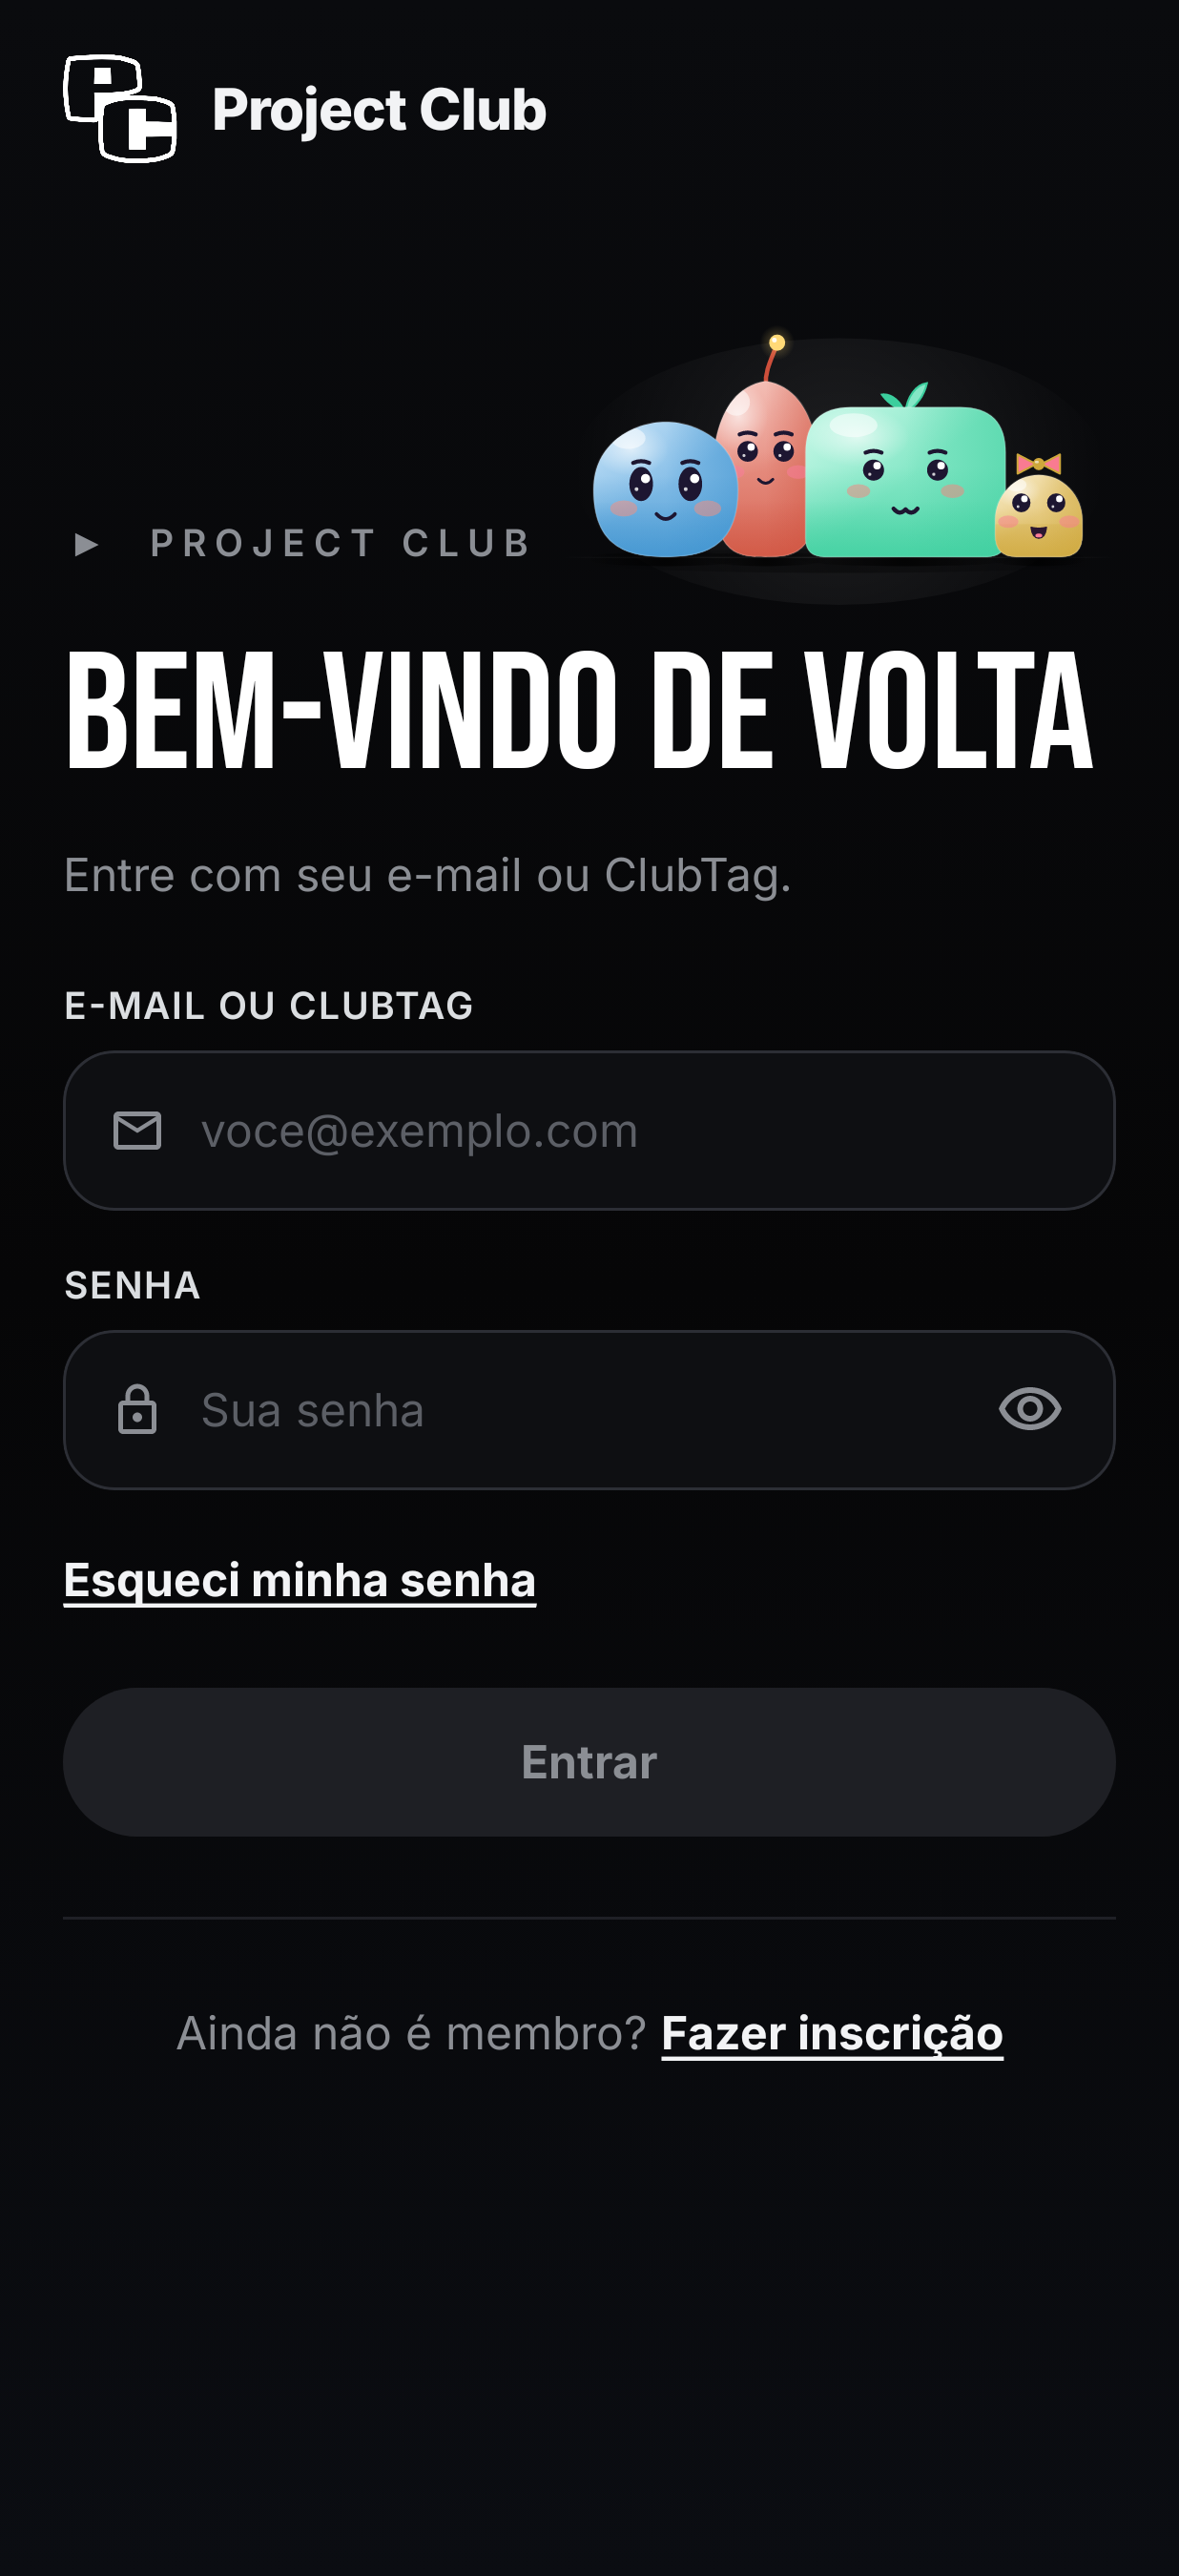 Project Club
▶ PROJECT CLUB
BEM-VINDO DE VOLTA
Entre com seu e-mail ou ClubTag.
E-MAIL OU CLUBTAG
voce@exemplo.com
SENHA
Sua senha
Esqueci minha senha
Entrar
Ainda não é membro? Fazer inscrição